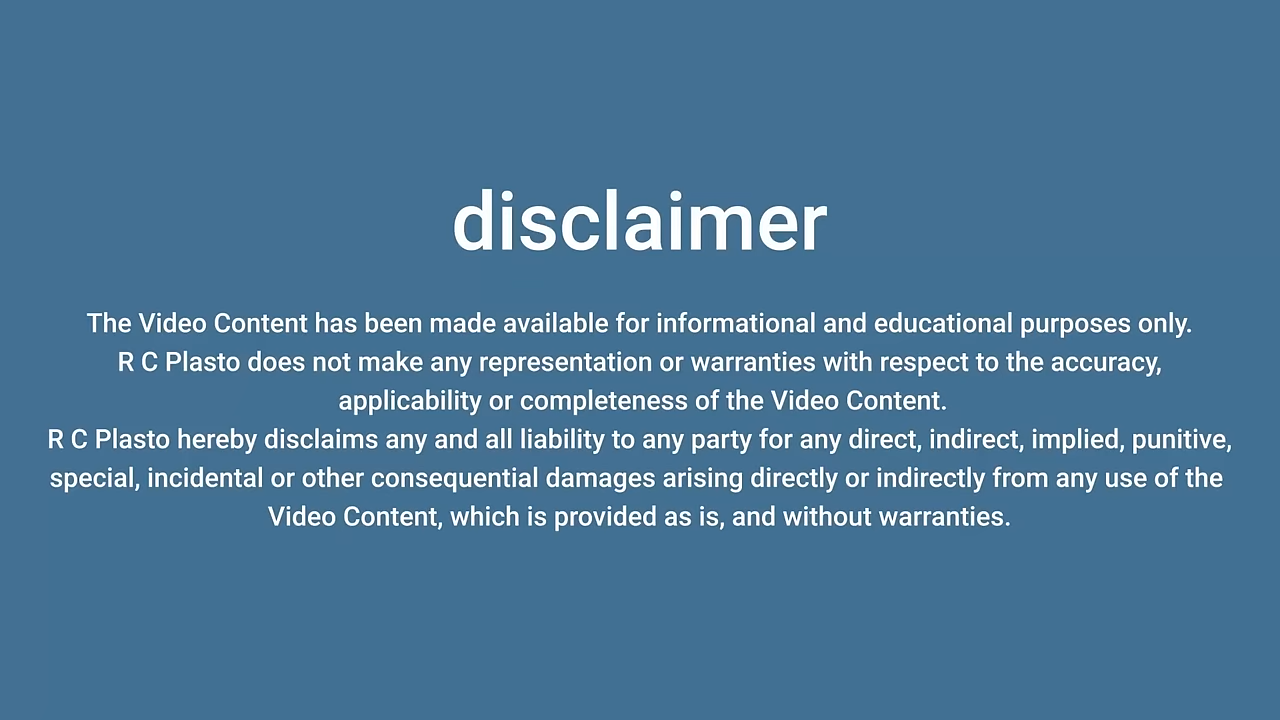 disclaimer
The Video Content has been made available for informational and educational purposes only.
R C Plasto does not make any representation or warranties with respect to the accuracy,
applicability or completeness of the Video Content.
R C Plasto hereby disclaims any and all liability to any party for any direct, indirect, implied, punitive,
special, incidental or other consequential damages arising directly or indirectly from any use of the
Video Content, which is provided as is, and without warranties.